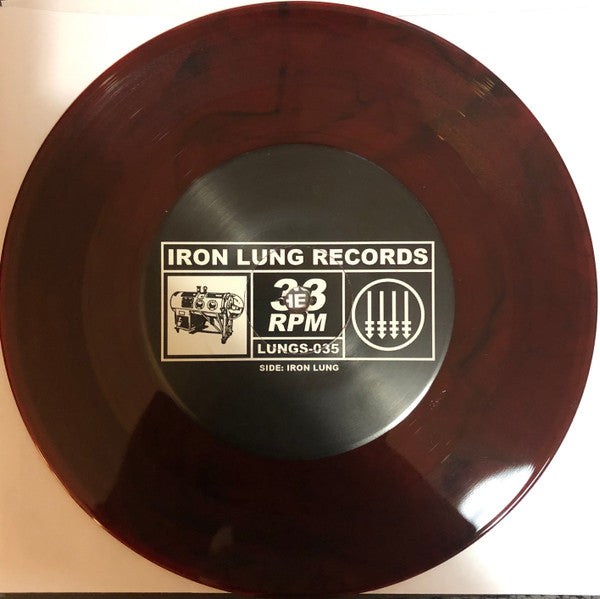 IRON LUNG RECORDS
33
RPM
LUNGS-035
SIDE: IRON LUNG